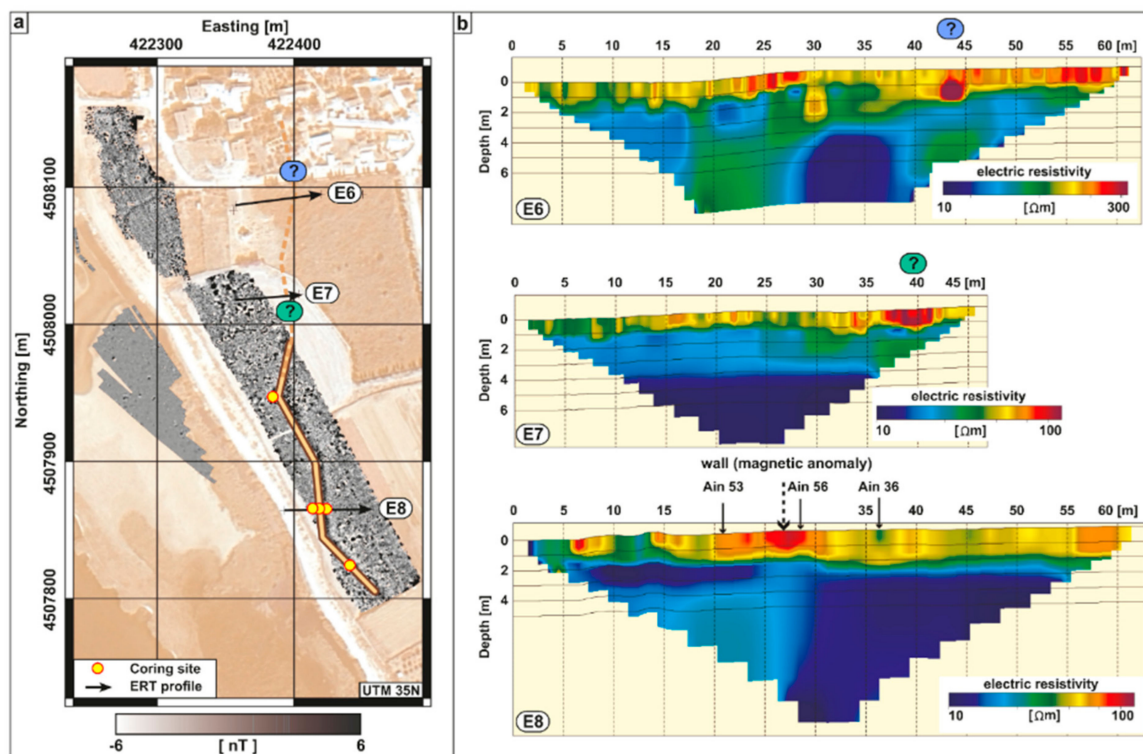 a
Easting [m]
422300 422400
Northing [m]
4508100
4508000
4507900
4507800
?
E6
E7
?
E8
Coring site
ERT profile
UTM 35N
-6 [ nT] 6
b
?
0 5 10 15 20 25 30 35 40 45 50 55 60 [m]
Depth [m]
0
2
4
6
electric resistivity
10 [Ωm] 300
E6
?
0 5 10 15 20 25 30 35 40 45 [m]
Depth [m]
0
2
4
6
electric resistivity
10 [Ωm] 100
E7
wall (magnetic anomaly)
Ain 53 Ain 56 Ain 36
0 5 10 15 20 25 30 35 40 45 50 55 60 [m]
Depth [m]
0
2
4
electric resistivity
10 [Ωm] 100
E8